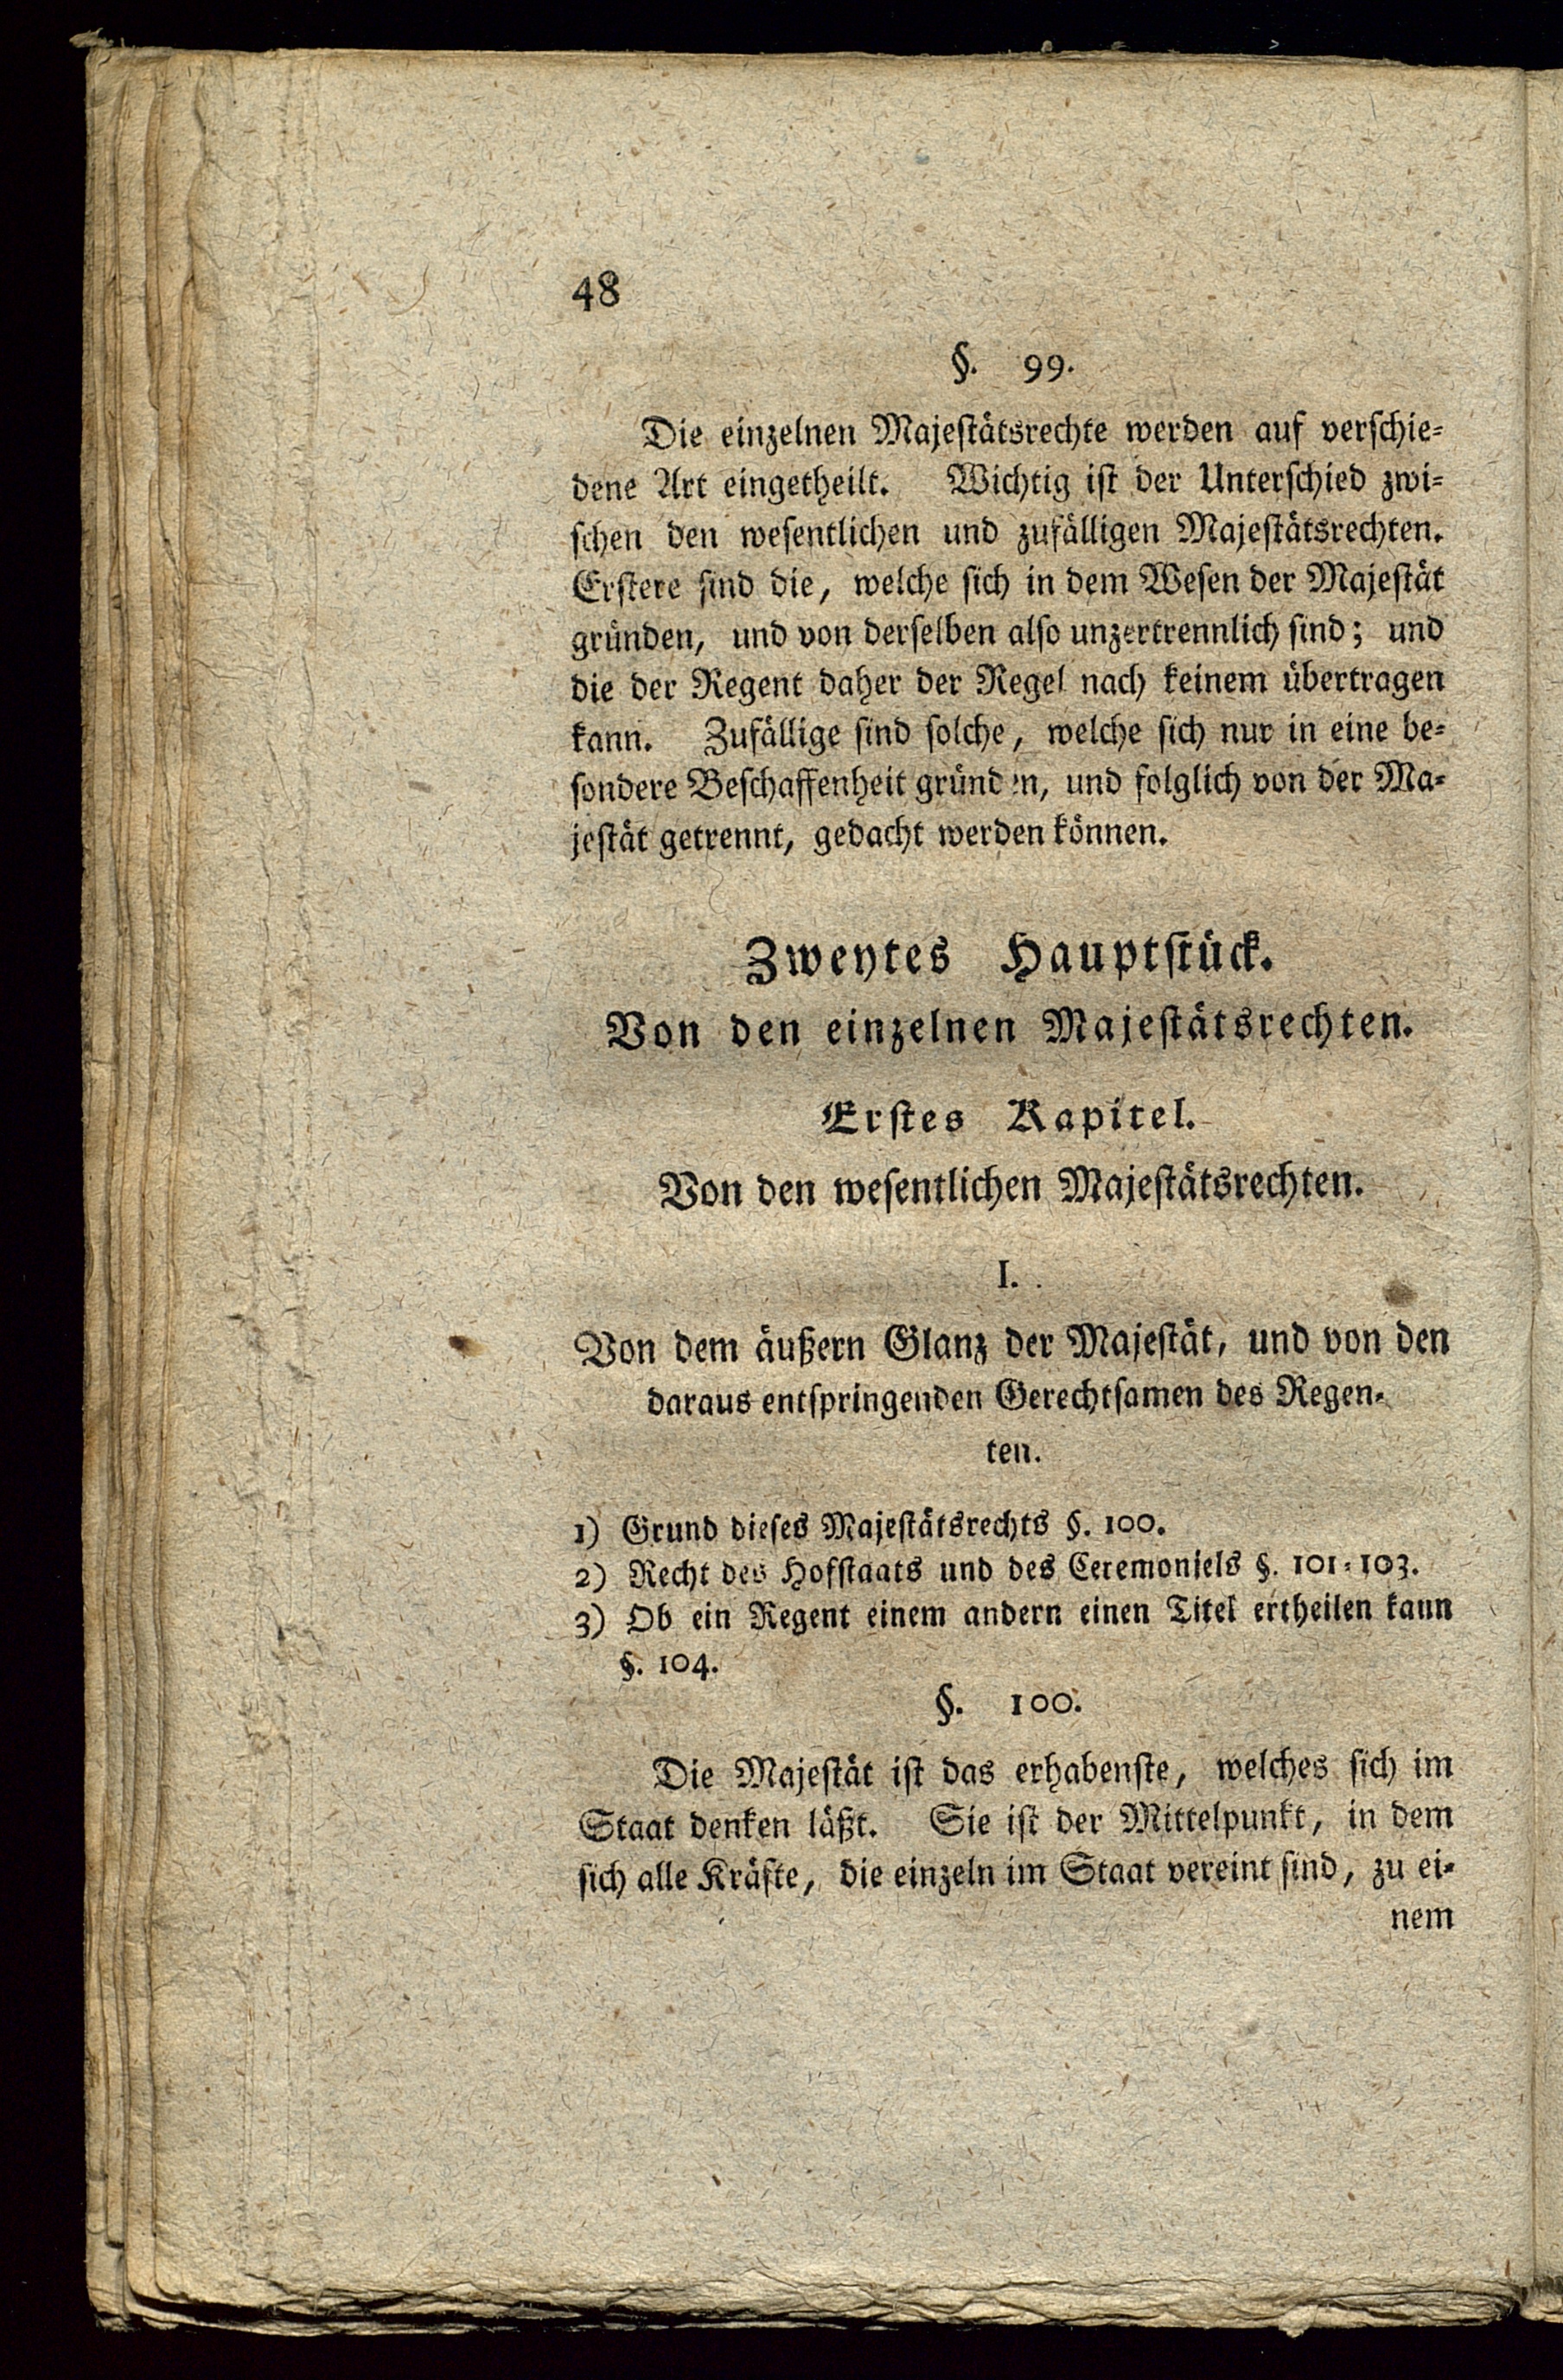 48
§. 99.
Die einzelnen Majestätsrechte werden auf verschie-
dene Art eingetheilt. Wichtig ist der Unterschied zwi-
schen den wesentlichen und zufälligen Majestätsrechten.
Erstere sind die, welche sich in dem Wesen der Majestät
gründen, und von derselben also unzertrennlich sind; und
die der Regent daher der Regel nach keinem übertragen
kann. Zufällige sind solche, welche sich nur in eine be-
sondere Beschaffenheit gründen, und folglich von der Ma-
jestät getrennt, gedacht werden können.
Zweytes Hauptstück.
Von den einzelnen Majestätsrechten.
Erstes Kapitel.
Von den wesentlichen Majestätsrechten.
I.
Von dem äußern Glanz der Majestät, und von den
daraus entspringenden Gerechtsamen des Regen-
ten.
1) Grund dieses Majestätsrechts §. 100.
2) Recht des Hofstaats und des Ceremoniels §. 101-103.
3) Ob ein Regent einem andern einen Titel ertheilen kann
§. 104.
§. 100.
Die Majestät ist das erhabenste, welches sich im
Staat denken läßt. Sie ist der Mittelpunkt, in dem
sich alle Kräfte, die einzeln im Staat vereint sind, zu ei-
nem